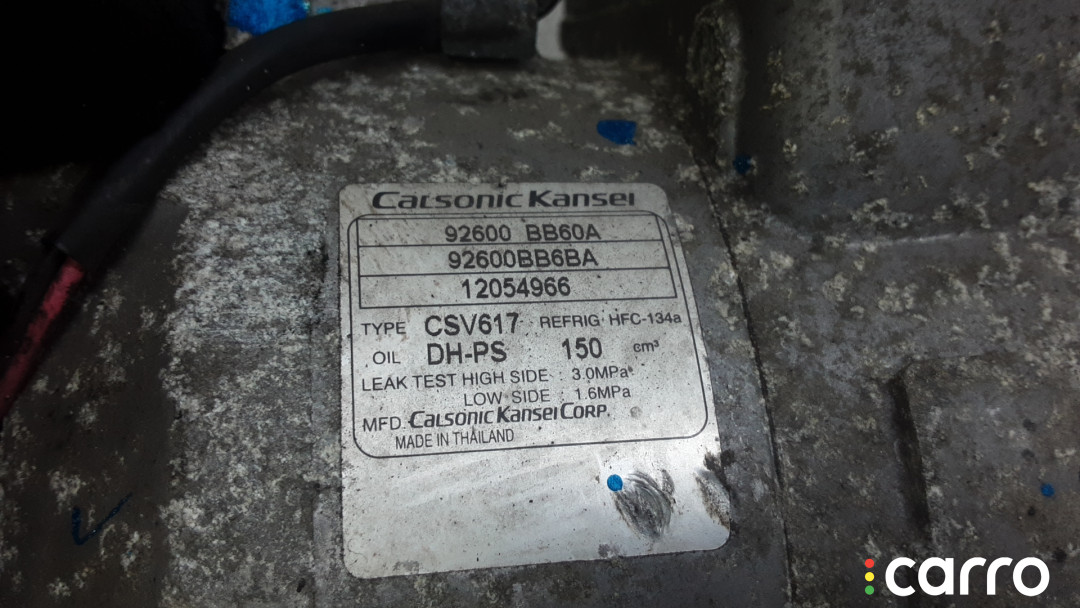 Calsonic Kansei
92600 BB60A
92600BB6BA
12054966
TYPE CSV617 REFRIG HFC-134a
OIL DH-PS 150 cm³
LEAK TEST HIGH SIDE : 3.0MPa
LOW SIDE : 1.6MPa
MFD. Calsonic Kansei CORP.
MADE IN THAILAND
carro